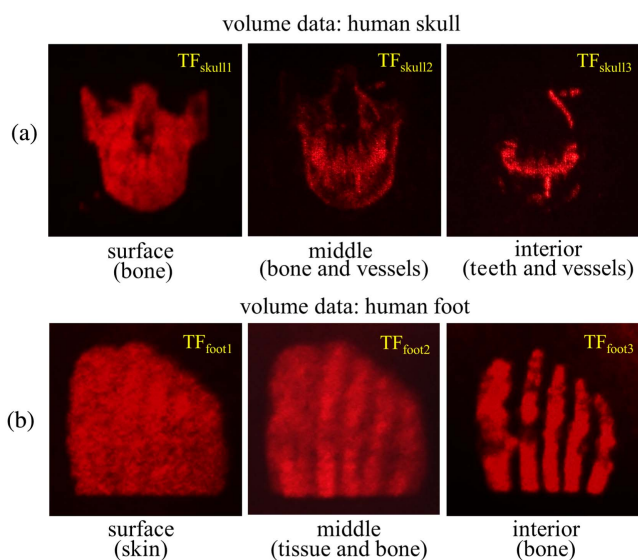 volume data: human skull
(a)
TFskull1
TFskull2
TFskull3
surface
(bone)
middle
(bone and vessels)
interior
(teeth and vessels)
volume data: human foot
(b)
TFfoot1
TFfoot2
TFfoot3
surface
(skin)
middle
(tissue and bone)
interior
(bone)